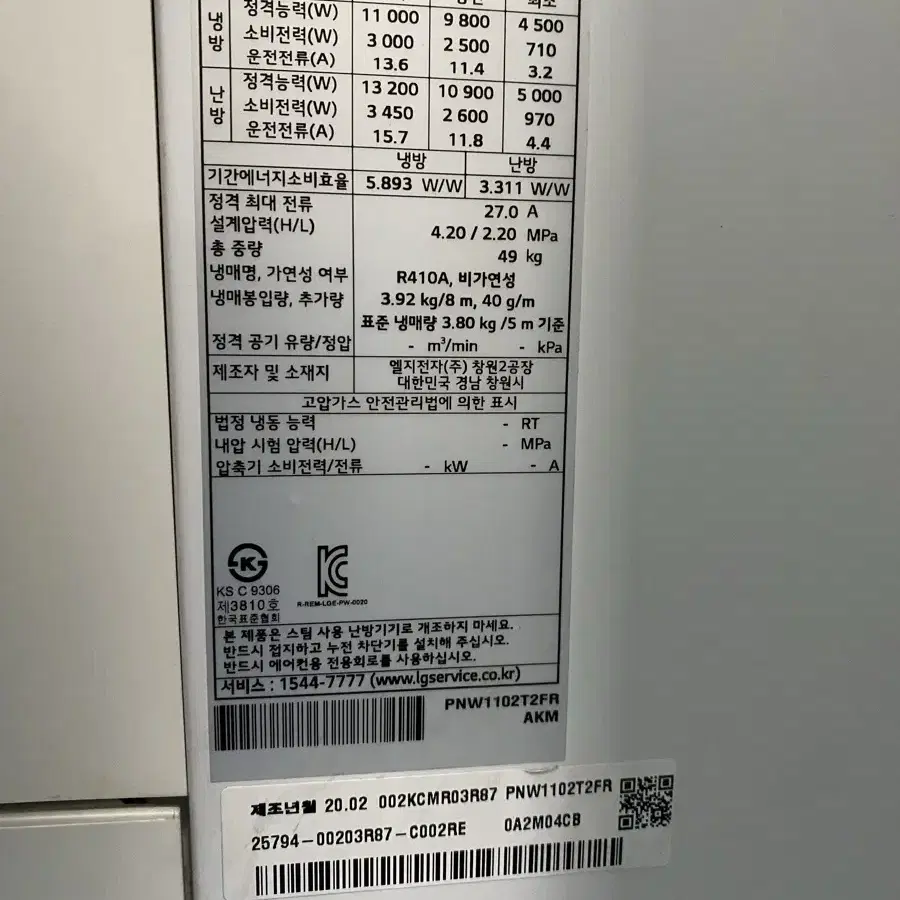 정격능력(W) 11 000 9 800 4 500
냉방 소비전력(W) 3 000 2 500 710
운전전류(A) 13.6 11.4 3.2
정격능력(W) 13 200 10 900 5 000
난방 소비전력(W) 3 450 2 600 970
운전전류(A) 15.7 11.8 4.4
냉방 난방
기간에너지소비효율 5.893 W/W 3.311 W/W
정격 최대 전류 27.0 A
설계압력(H/L) 4.20 / 2.20 MPa
총 중량 49 kg
냉매명, 가연성 여부 R410A, 비가연성
냉매봉입량, 추가량 3.92 kg/8 m, 40 g/m
표준 냉매량 3.80 kg /5 m 기준
정격 공기 유량/정압 - m³/min - kPa
제조자 및 소재지 엘지전자(주) 창원2공장
대한민국 경남 창원시
고압가스 안전관리법에 의한 표시
법정 냉동 능력 - RT
내압 시험 압력(H/L) - MPa
압축기 소비전력/전류 - kW - A
KS C 9306
제3810호
한국표준협회
R-REM-LGE-PW-0020
본 제품은 스팀 사용 난방기기로 개조하지 마세요.
반드시 접지하고 누전 차단기를 설치해 주십시오.
반드시 에어컨용 전용회로를 사용하십시오.
서비스 : 1544-7777 (www.lgservice.co.kr)
PNW1102T2FR
AKM
제조년월 20.02 002KCMR03R87 PNW1102T2FR
25794-00203R87-C002RE 0A2M04CB